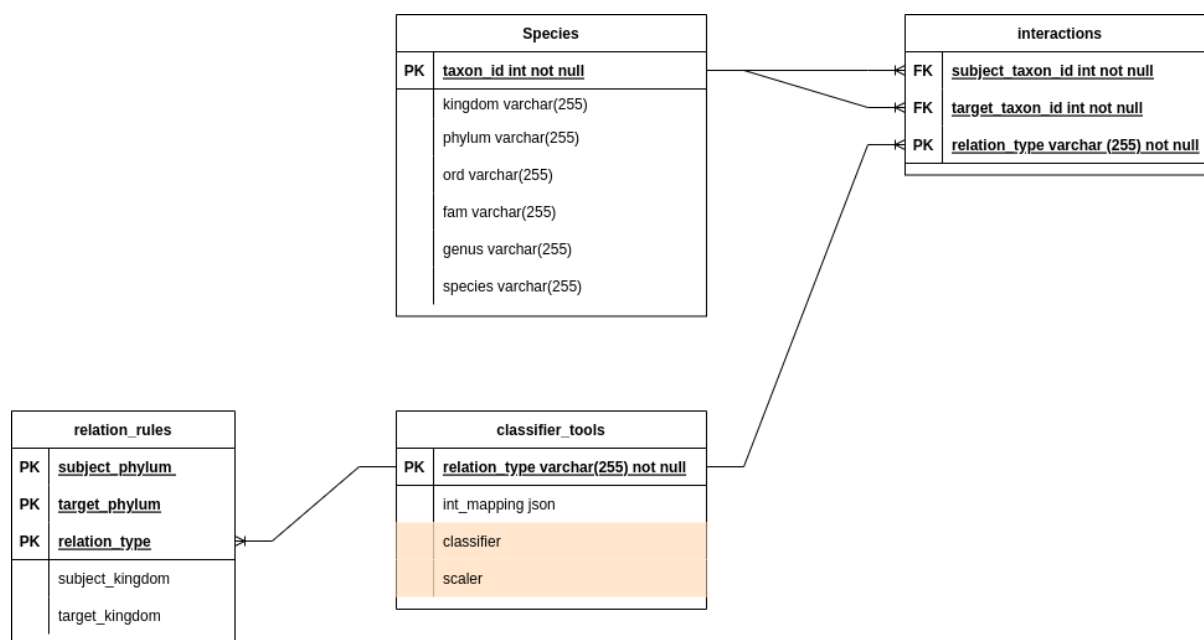 Species
PK taxon_id int not null
kingdom varchar(255)
phylum varchar(255)
ord varchar(255)
fam varchar(255)
genus varchar(255)
species varchar(255)
interactions
FK subject_taxon_id int not null
FK target_taxon_id int not null
PK relation_type varchar (255) not null
relation_rules
PK subject_phylum
PK target_phylum
PK relation_type
subject_kingdom
target_kingdom
classifier_tools
PK relation_type varchar(255) not null
int_mapping json
classifier
scaler